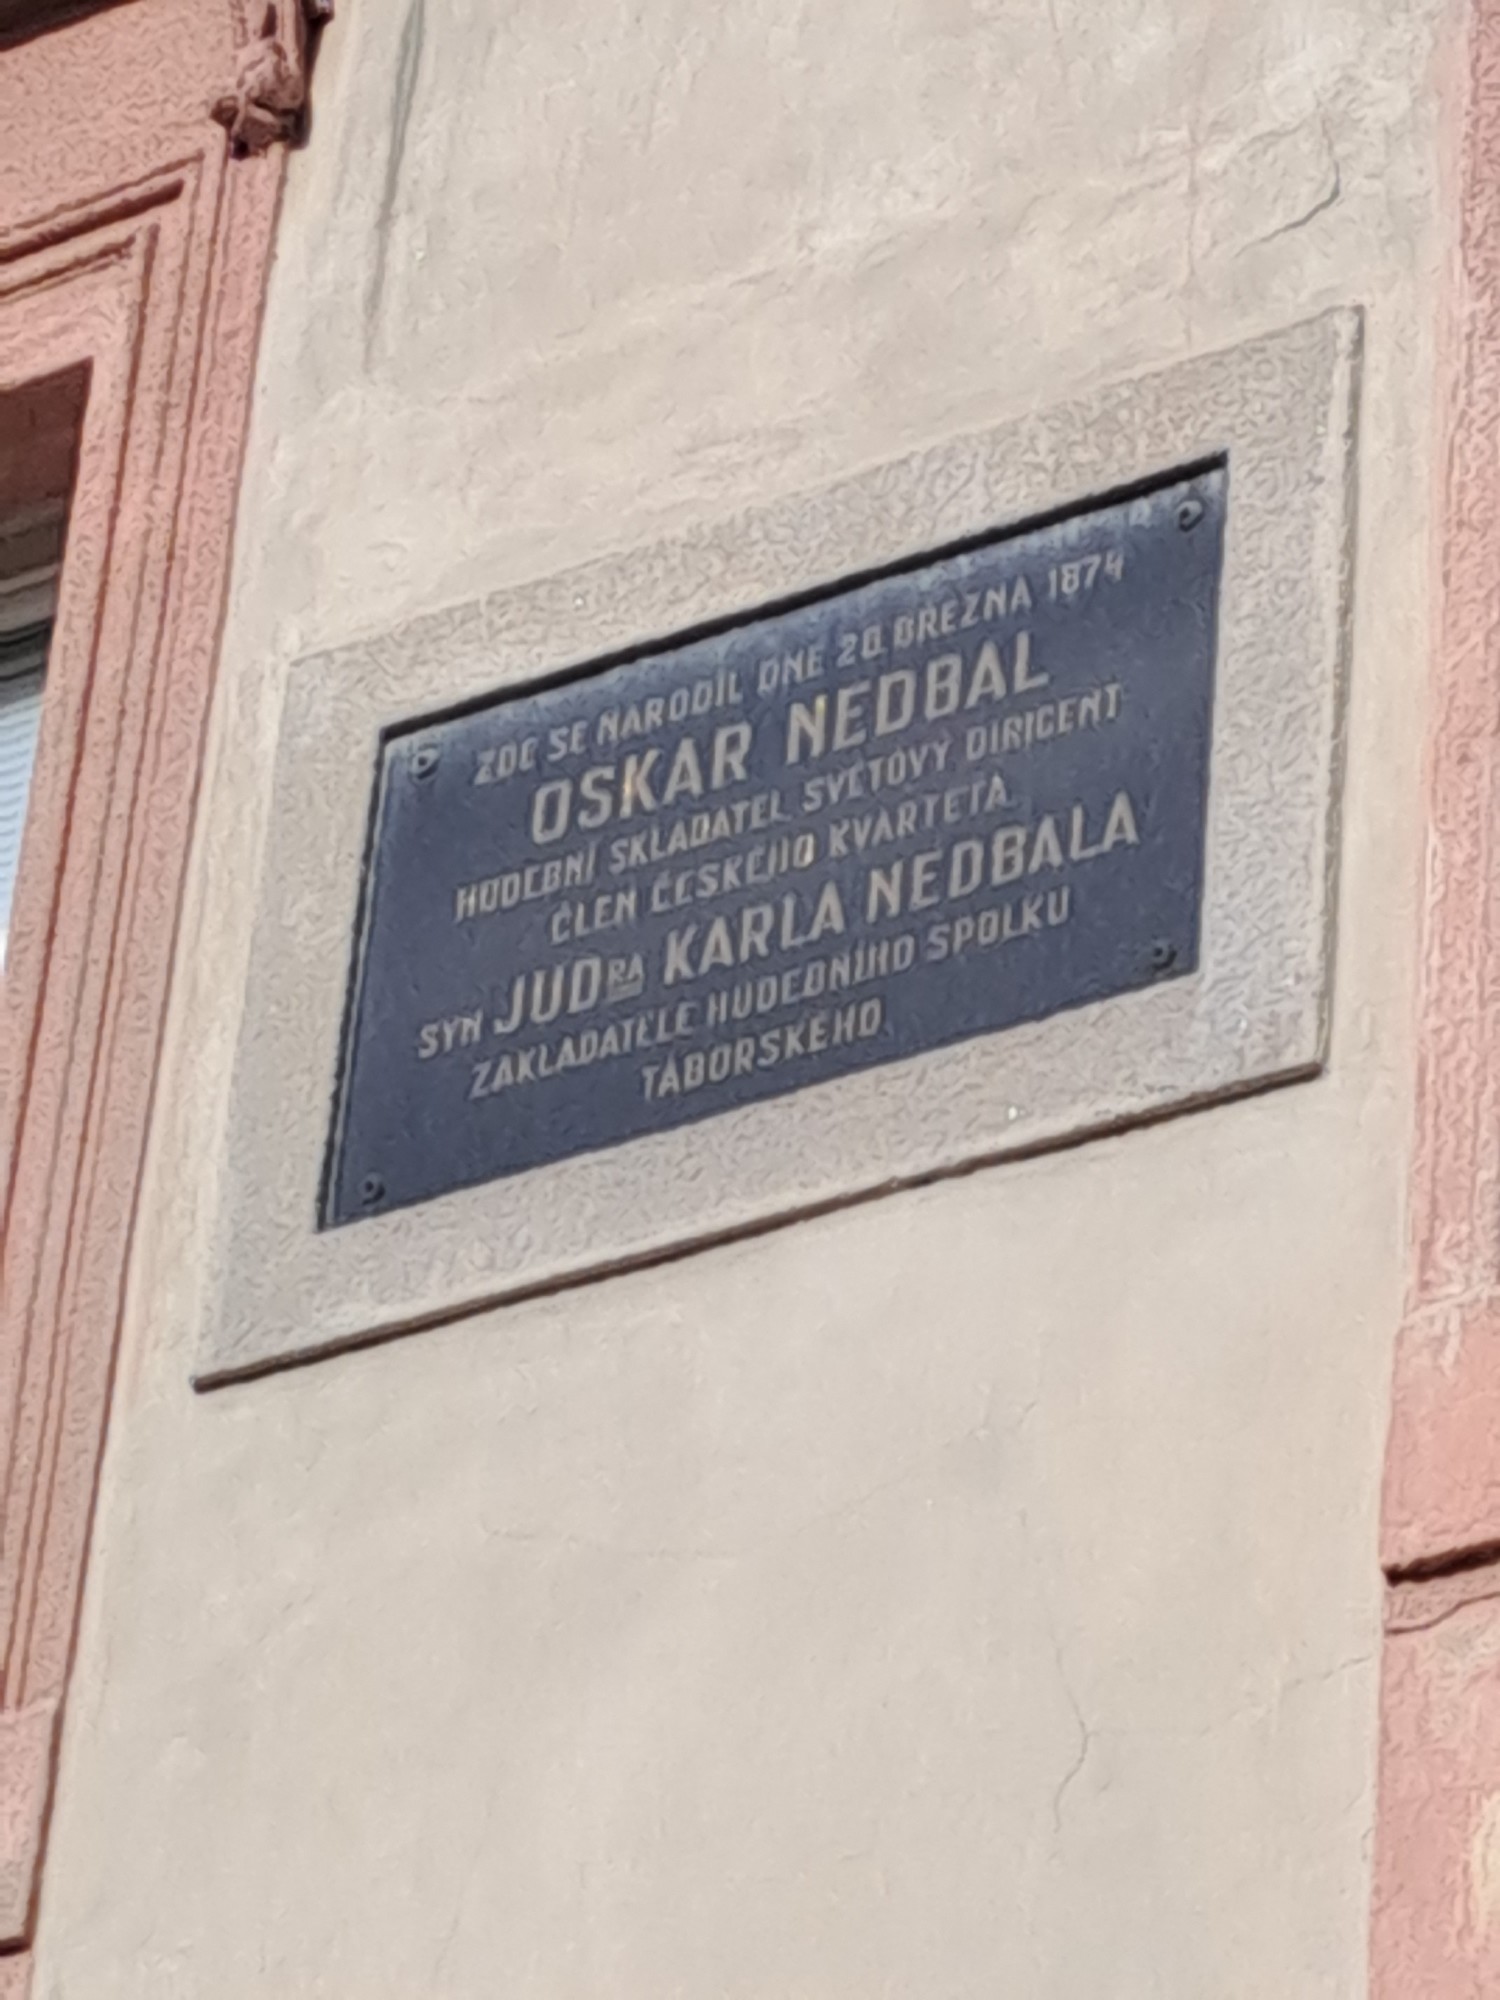 ZDE SE NARODIL DNE 20. BŘEZNA 1874
OSKAR NEDBAL
HUDEBNÍ SKLADATEL SVĚTOVÝ DIRIGENT
ČLEN ČESKÉHO KVARTETA
SYN JUDRA KARLA NEDBALA
ZAKLADATELE HUDEBNÍHO SPOLKU
TÁBORSKÉHO